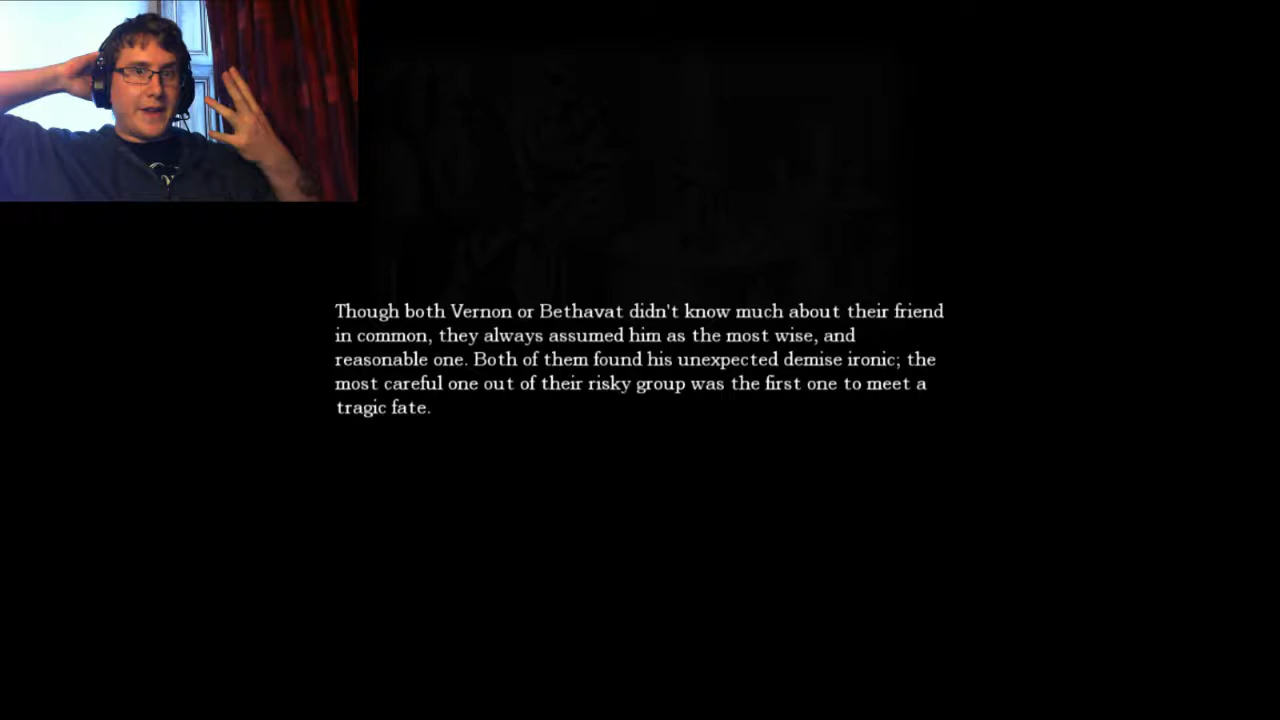 Though both Vernon or Bethavat didn't know much about their friend
in common, they always assumed him as the most wise, and
reasonable one. Both of them found his unexpected demise ironic; the
most careful one out of their risky group was the first one to meet a
tragic fate.